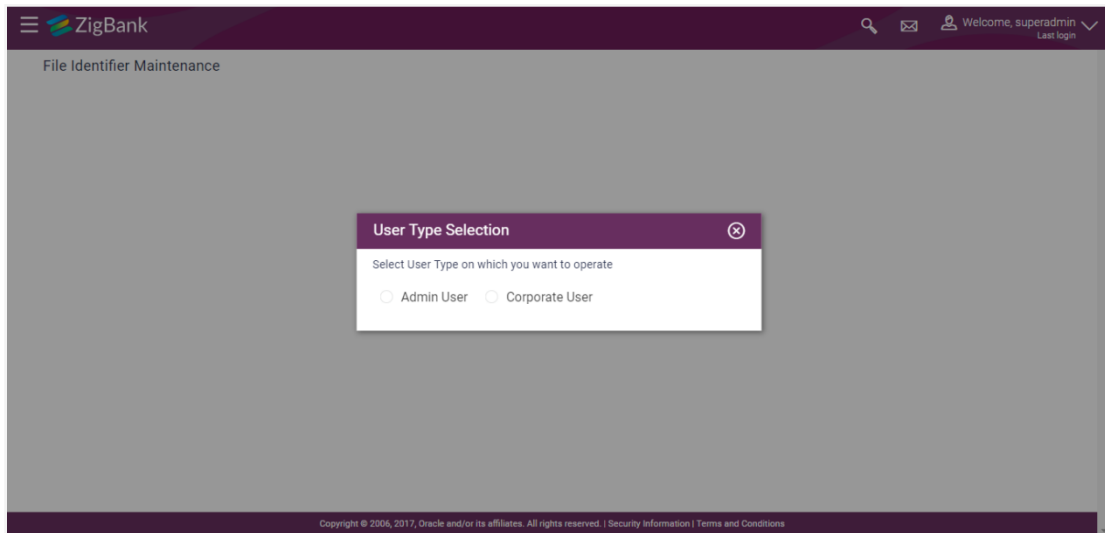 ZigBank
Welcome, superadmin
Last login
File Identifier Maintenance
User Type Selection
Select User Type on which you want to operate
Admin User Corporate User
Copyright © 2006, 2017, Oracle and/or its affiliates. All rights reserved. | Security Information | Terms and Conditions